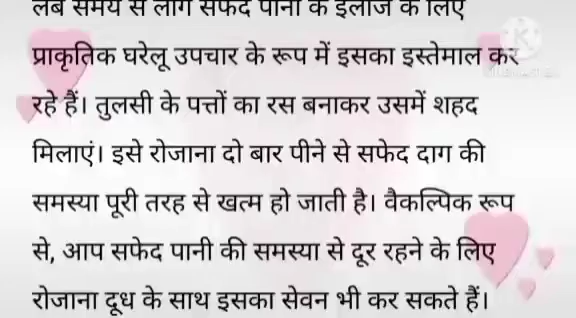 लंबे समय से लोग सफेद पानी के इलाज के लिए
प्राकृतिक घरेलू उपचार के रूप में इसका इस्तेमाल कर
रहे हैं। तुलसी के पत्तों का रस बनाकर उसमें शहद
मिलाएं। इसे रोजाना दो बार पीने से सफेद दाग की
समस्या पूरी तरह से खत्म हो जाती है। वैकल्पिक रूप
से, आप सफेद पानी की समस्या से दूर रहने के लिए
रोजाना दूध के साथ इसका सेवन भी कर सकते हैं।